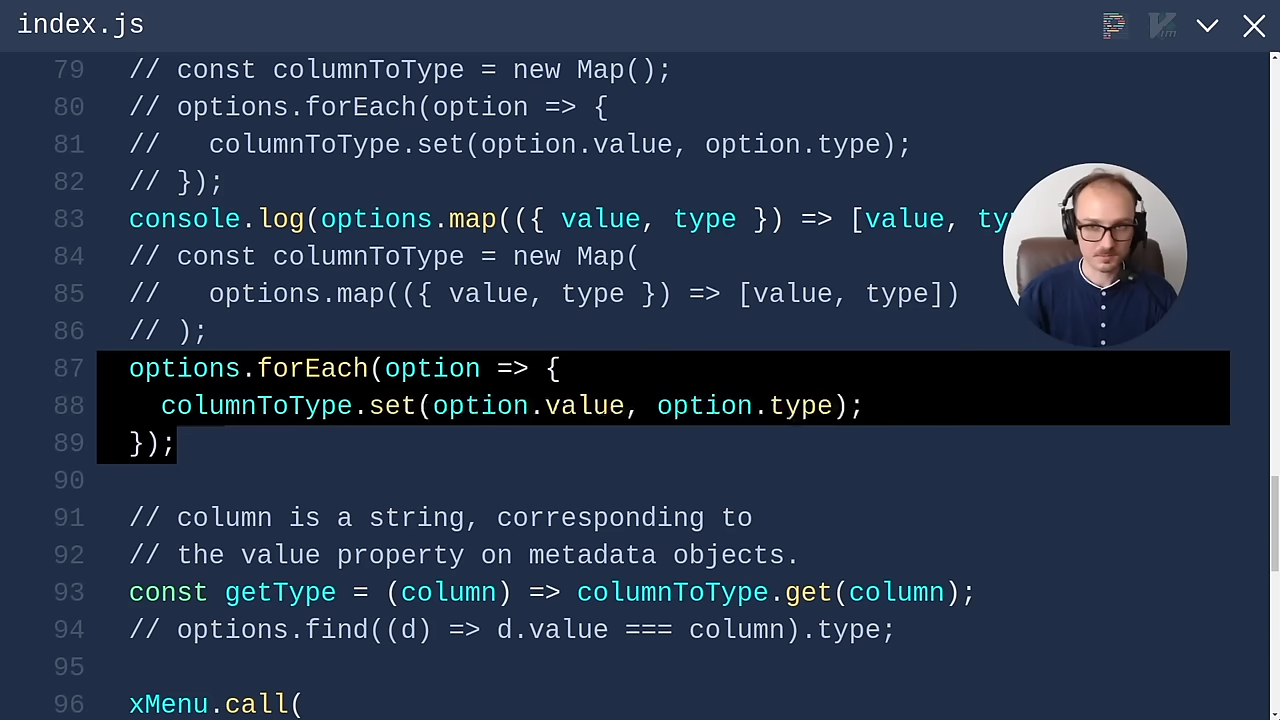 index.js
79 // const columnToType = new Map();
80 // options.forEach(option => {
81 //   columnToType.set(option.value, option.type);
82 // });
83 console.log(options.map(({ value, type }) => [value, ty
84 // const columnToType = new Map(
85 //   options.map(({ value, type }) => [value, type])
86 // );
87 options.forEach(option => {
88   columnToType.set(option.value, option.type);
89 });
90
91 // column is a string, corresponding to
92 // the value property on metadata objects.
93 const getType = (column) => columnToType.get(column);
94 // options.find((d) => d.value === column).type;
95
96 xMenu.call(